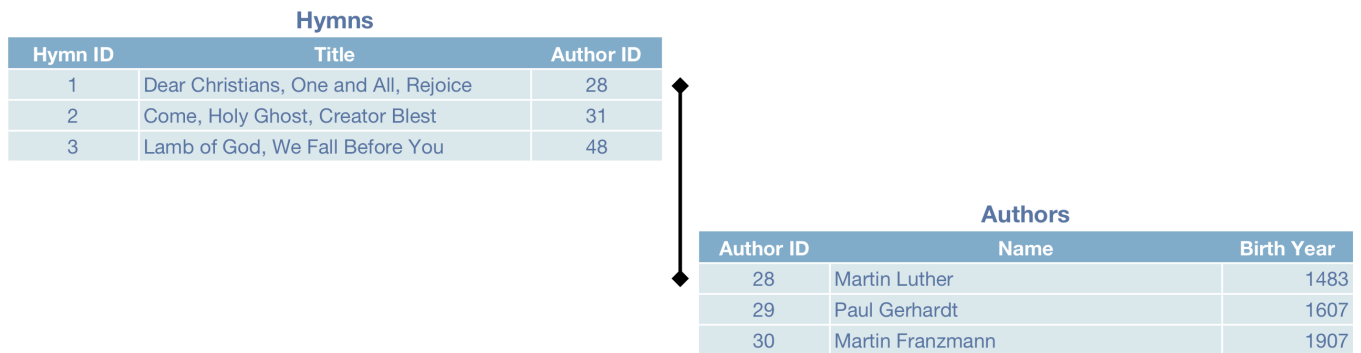 Hymns
Hymn ID Title Author ID
1 Dear Christians, One and All, Rejoice 28
2 Come, Holy Ghost, Creator Blest 31
3 Lamb of God, We Fall Before You 48
Authors
Author ID Name Birth Year
28 Martin Luther 1483
29 Paul Gerhardt 1607
30 Martin Franzmann 1907